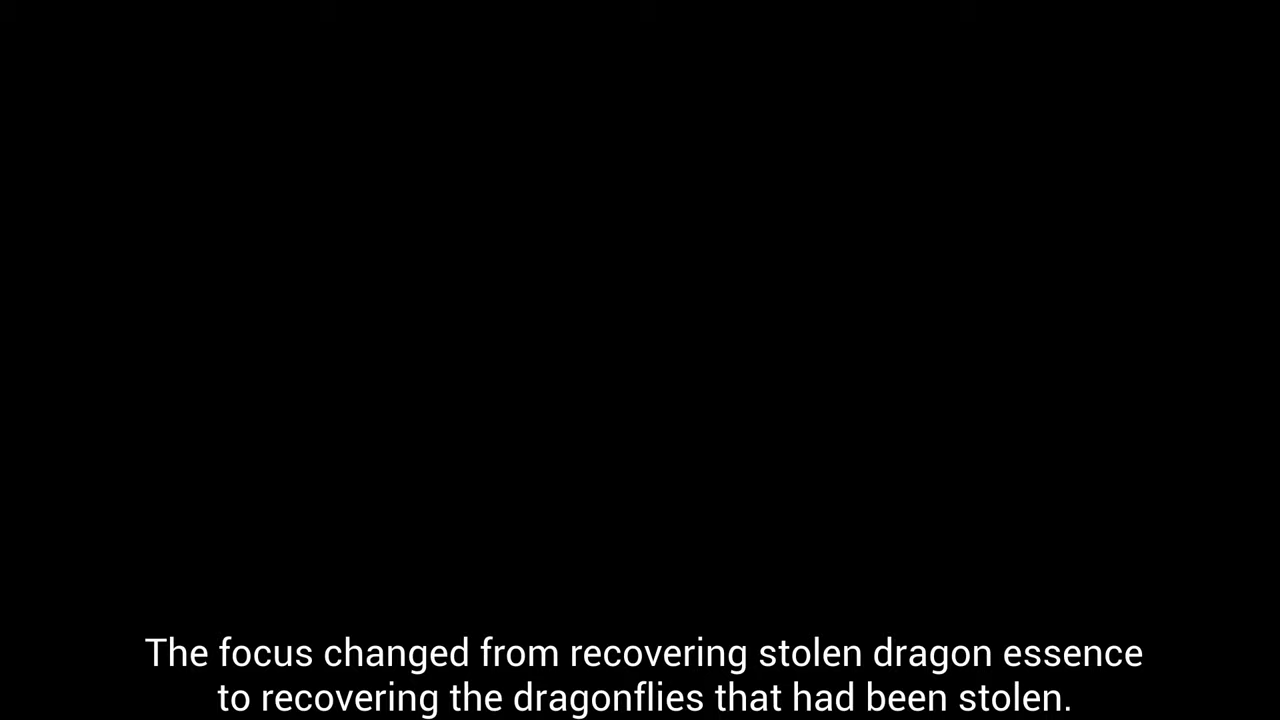 The focus changed from recovering stolen dragon essence
to recovering the dragonflies that had been stolen.